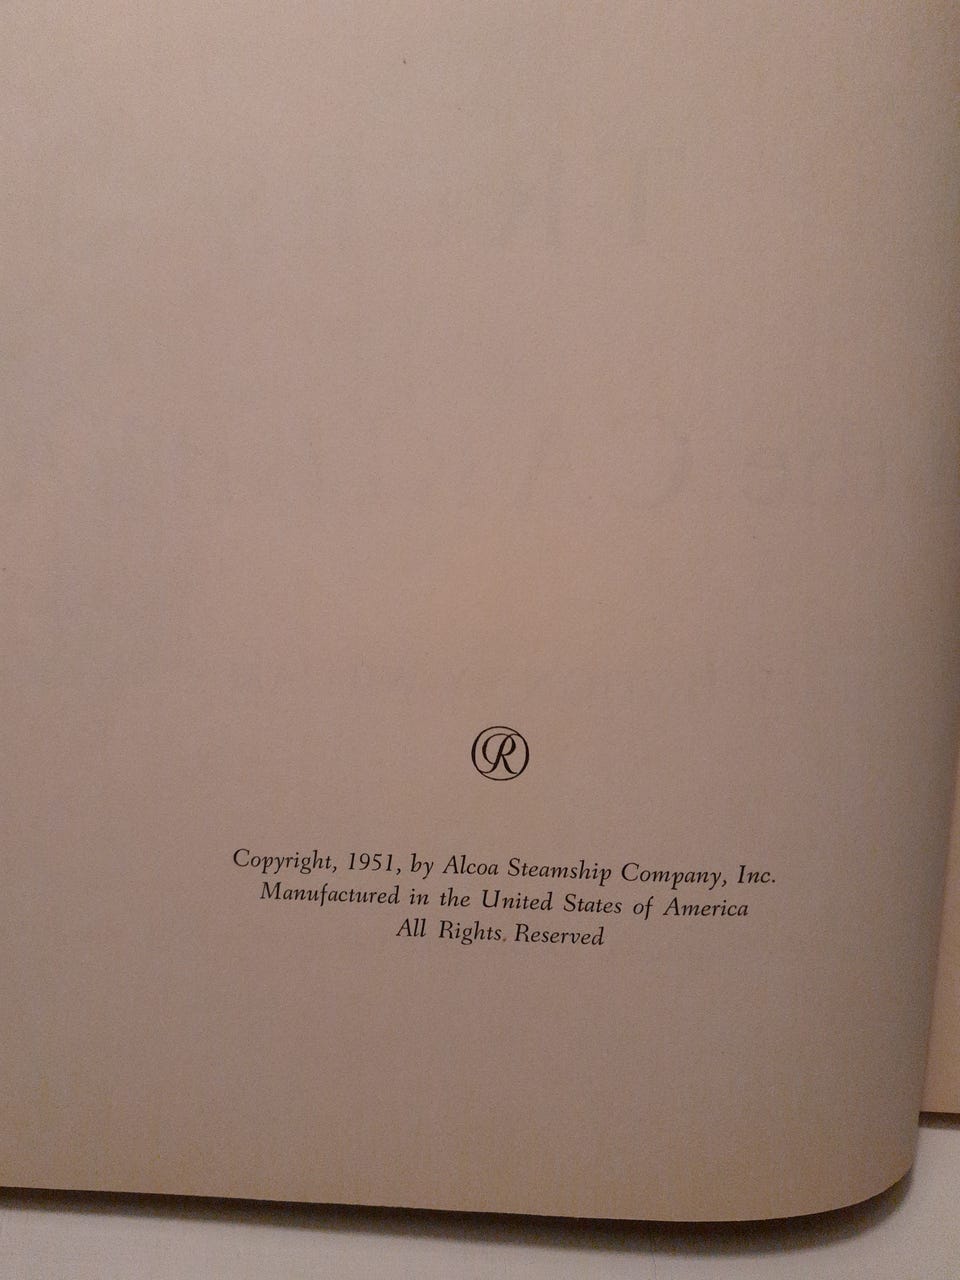 R
Copyright, 1951, by Alcoa Steamship Company, Inc.
Manufactured in the United States of America
All Rights Reserved